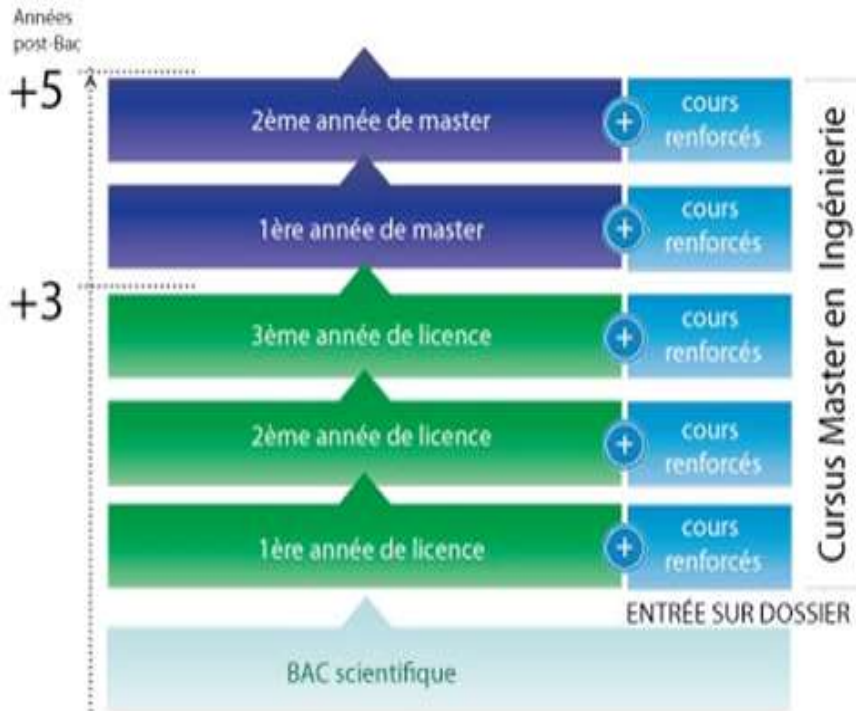 Années
post-Bac
+5
2ème année de master
+
cours
renforcés
1ère année de master
+
cours
renforcés
+3
3ème année de licence
+
cours
renforcés
2ème année de licence
+
cours
renforcés
1ère année de licence
+
cours
renforcés
Cursus Master en Ingénierie
ENTRÉE SUR DOSSIER
BAC scientifique